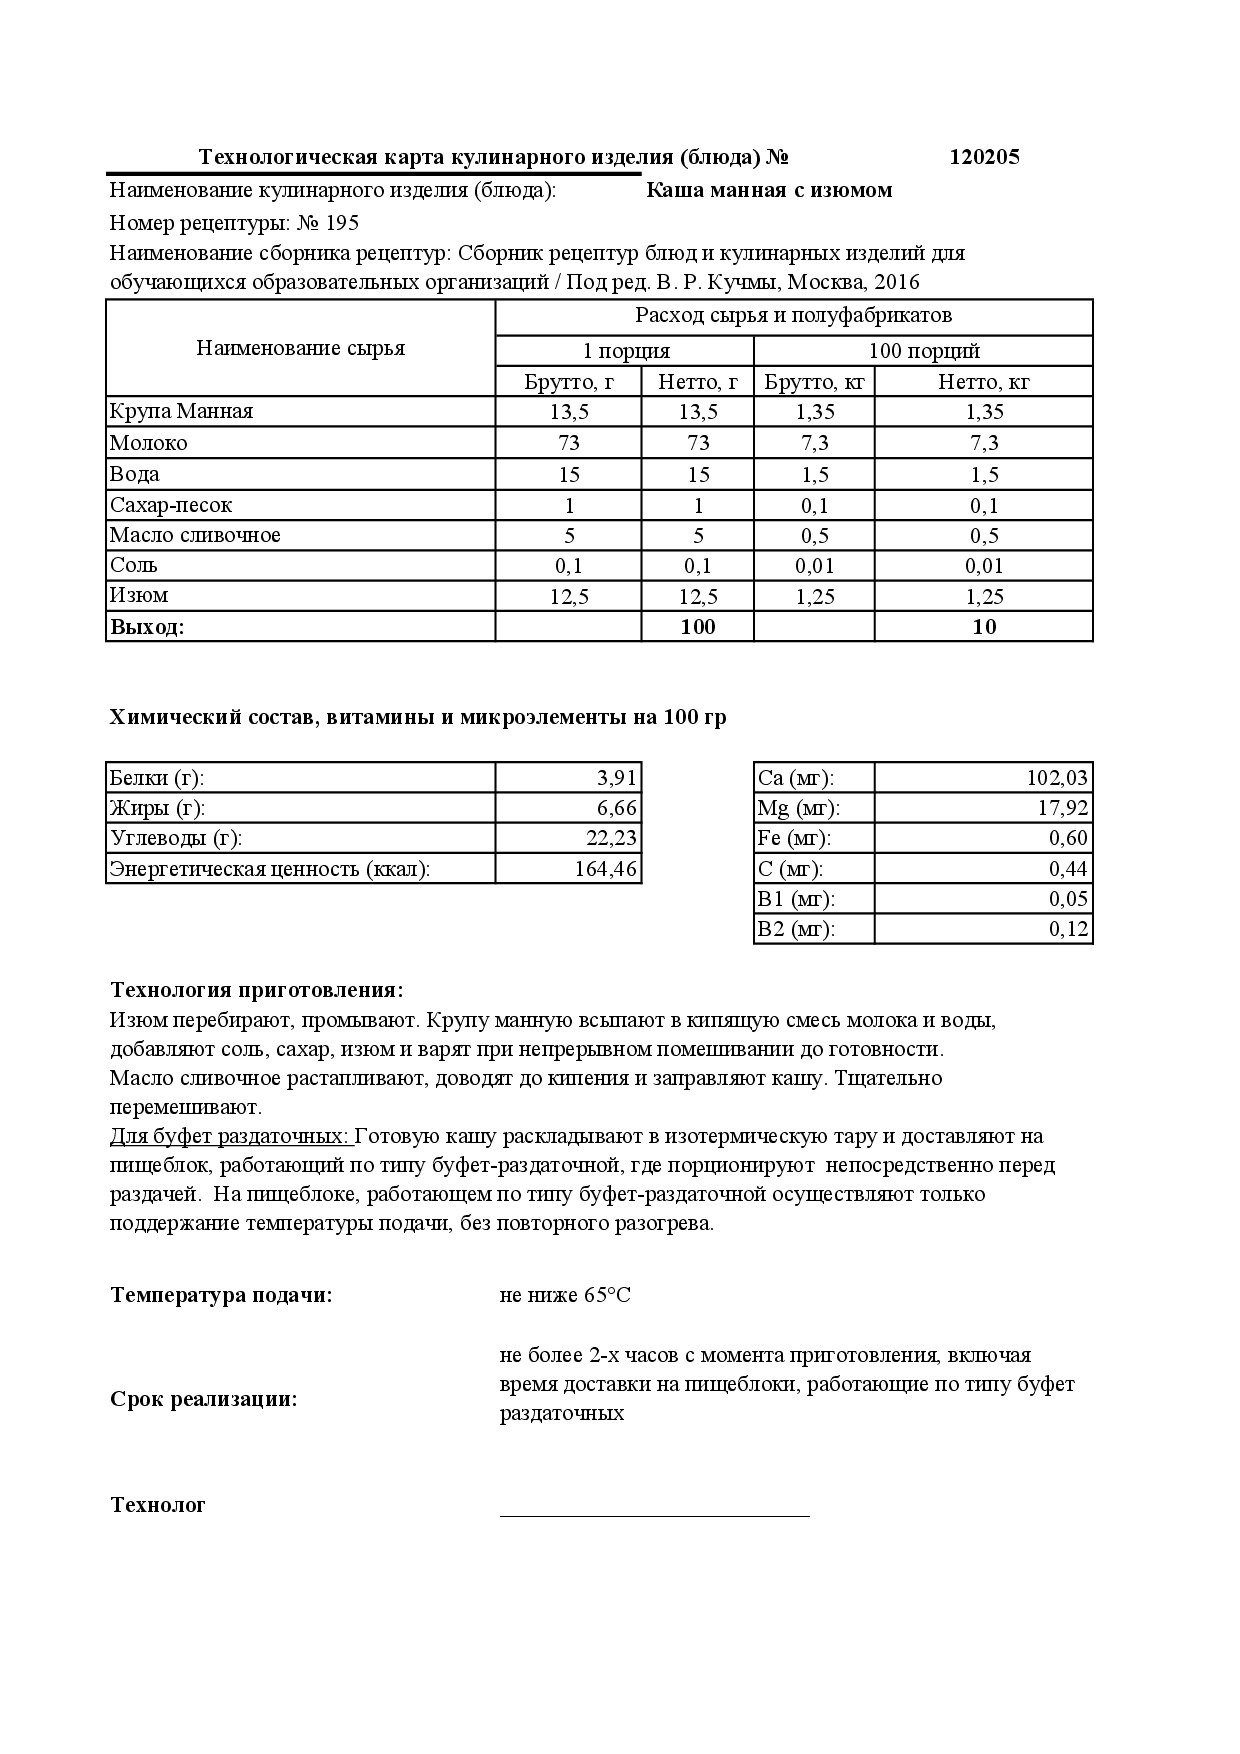 Технологическая карта кулинарного изделия (блюда) № 120205
Наименование кулинарного изделия (блюда): Каша манная с изюмом
Номер рецептуры: № 195
Наименование сборника рецептур: Сборник рецептур блюд и кулинарных изделий для
обучающихся образовательных организаций / Под ред. В. Р. Кучмы, Москва, 2016
Наименование сырья
Расход сырья и полуфабрикатов
1 порция 100 порций
Брутто, г Нетто, г Брутто, кг Нетто, кг
Крупа Манная 13,5 13,5 1,35 1,35
Молоко 73 73 7,3 7,3
Вода 15 15 1,5 1,5
Сахар-песок 1 1 0,1 0,1
Масло сливочное 5 5 0,5 0,5
Соль 0,1 0,1 0,01 0,01
Изюм 12,5 12,5 1,25 1,25
Выход: 100 10
Химический состав, витамины и микроэлементы на 100 гр
Белки (г): 3,91 Ca (мг): 102,03
Жиры (г): 6,66 Mg (мг): 17,92
Углеводы (г): 22,23 Fe (мг): 0,60
Энергетическая ценность (ккал): 164,46 C (мг): 0,44
B1 (мг): 0,05
B2 (мг): 0,12
Технология приготовления:
Изюм перебирают, промывают. Крупу манную всыпают в кипящую смесь молока и воды,
добавляют соль, сахар, изюм и варят при непрерывном помешивании до готовности.
Масло сливочное растапливают, доводят до кипения и заправляют кашу. Тщательно
перемешивают.
Для буфет раздаточных: Готовую кашу раскладывают в изотермическую тару и доставляют на
пищеблок, работающий по типу буфет-раздаточной, где порционируют непосредственно перед
раздачей. На пищеблоке, работающем по типу буфет-раздаточной осуществляют только
поддержание температуры подачи, без повторного разогрева.
Температура подачи: не ниже 65°С
не более 2-х часов с момента приготовления, включая
время доставки на пищеблоки, работающие по типу буфет
раздаточных
Срок реализации:
Технолог